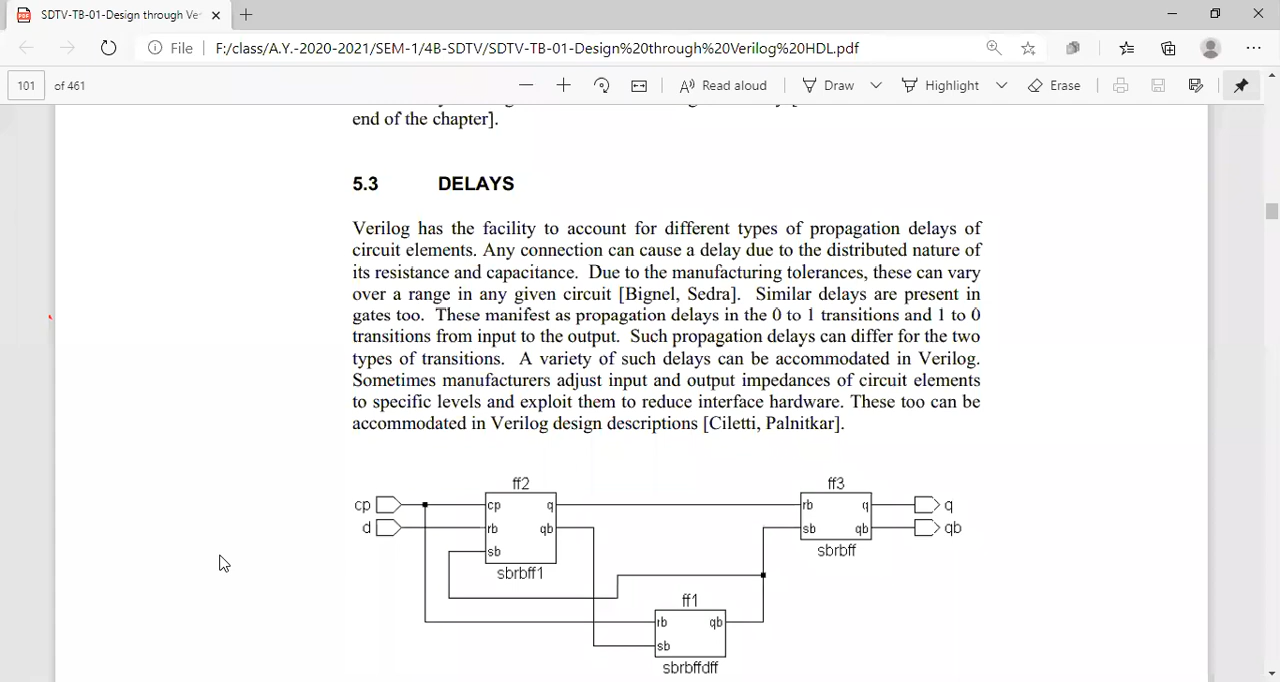 SDTV-TB-01-Design through Ve
File F:/class/A.Y.-2020-2021/SEM-1/4B-SDTV/SDTV-TB-01-Design%20through%20Verilog%20HDL.pdf
101 of 461 Read aloud Draw Highlight Erase
end of the chapter].
5.3 DELAYS
Verilog has the facility to account for different types of propagation delays of
circuit elements. Any connection can cause a delay due to the distributed nature of
its resistance and capacitance. Due to the manufacturing tolerances, these can vary
over a range in any given circuit [Bignel, Sedra]. Similar delays are present in
gates too. These manifest as propagation delays in the 0 to 1 transitions and 1 to 0
transitions from input to the output. Such propagation delays can differ for the two
types of transitions. A variety of such delays can be accommodated in Verilog.
Sometimes manufacturers adjust input and output impedances of circuit elements
to specific levels and exploit them to reduce interface hardware. These too can be
accommodated in Verilog design descriptions [Ciletti, Palnitkar].
ff2 ff3
cp cp q rb q q
d rb qb sb qb qb
sb sbrbff
sbrbff1
ff1
rb qb
sb
sbrbffdff